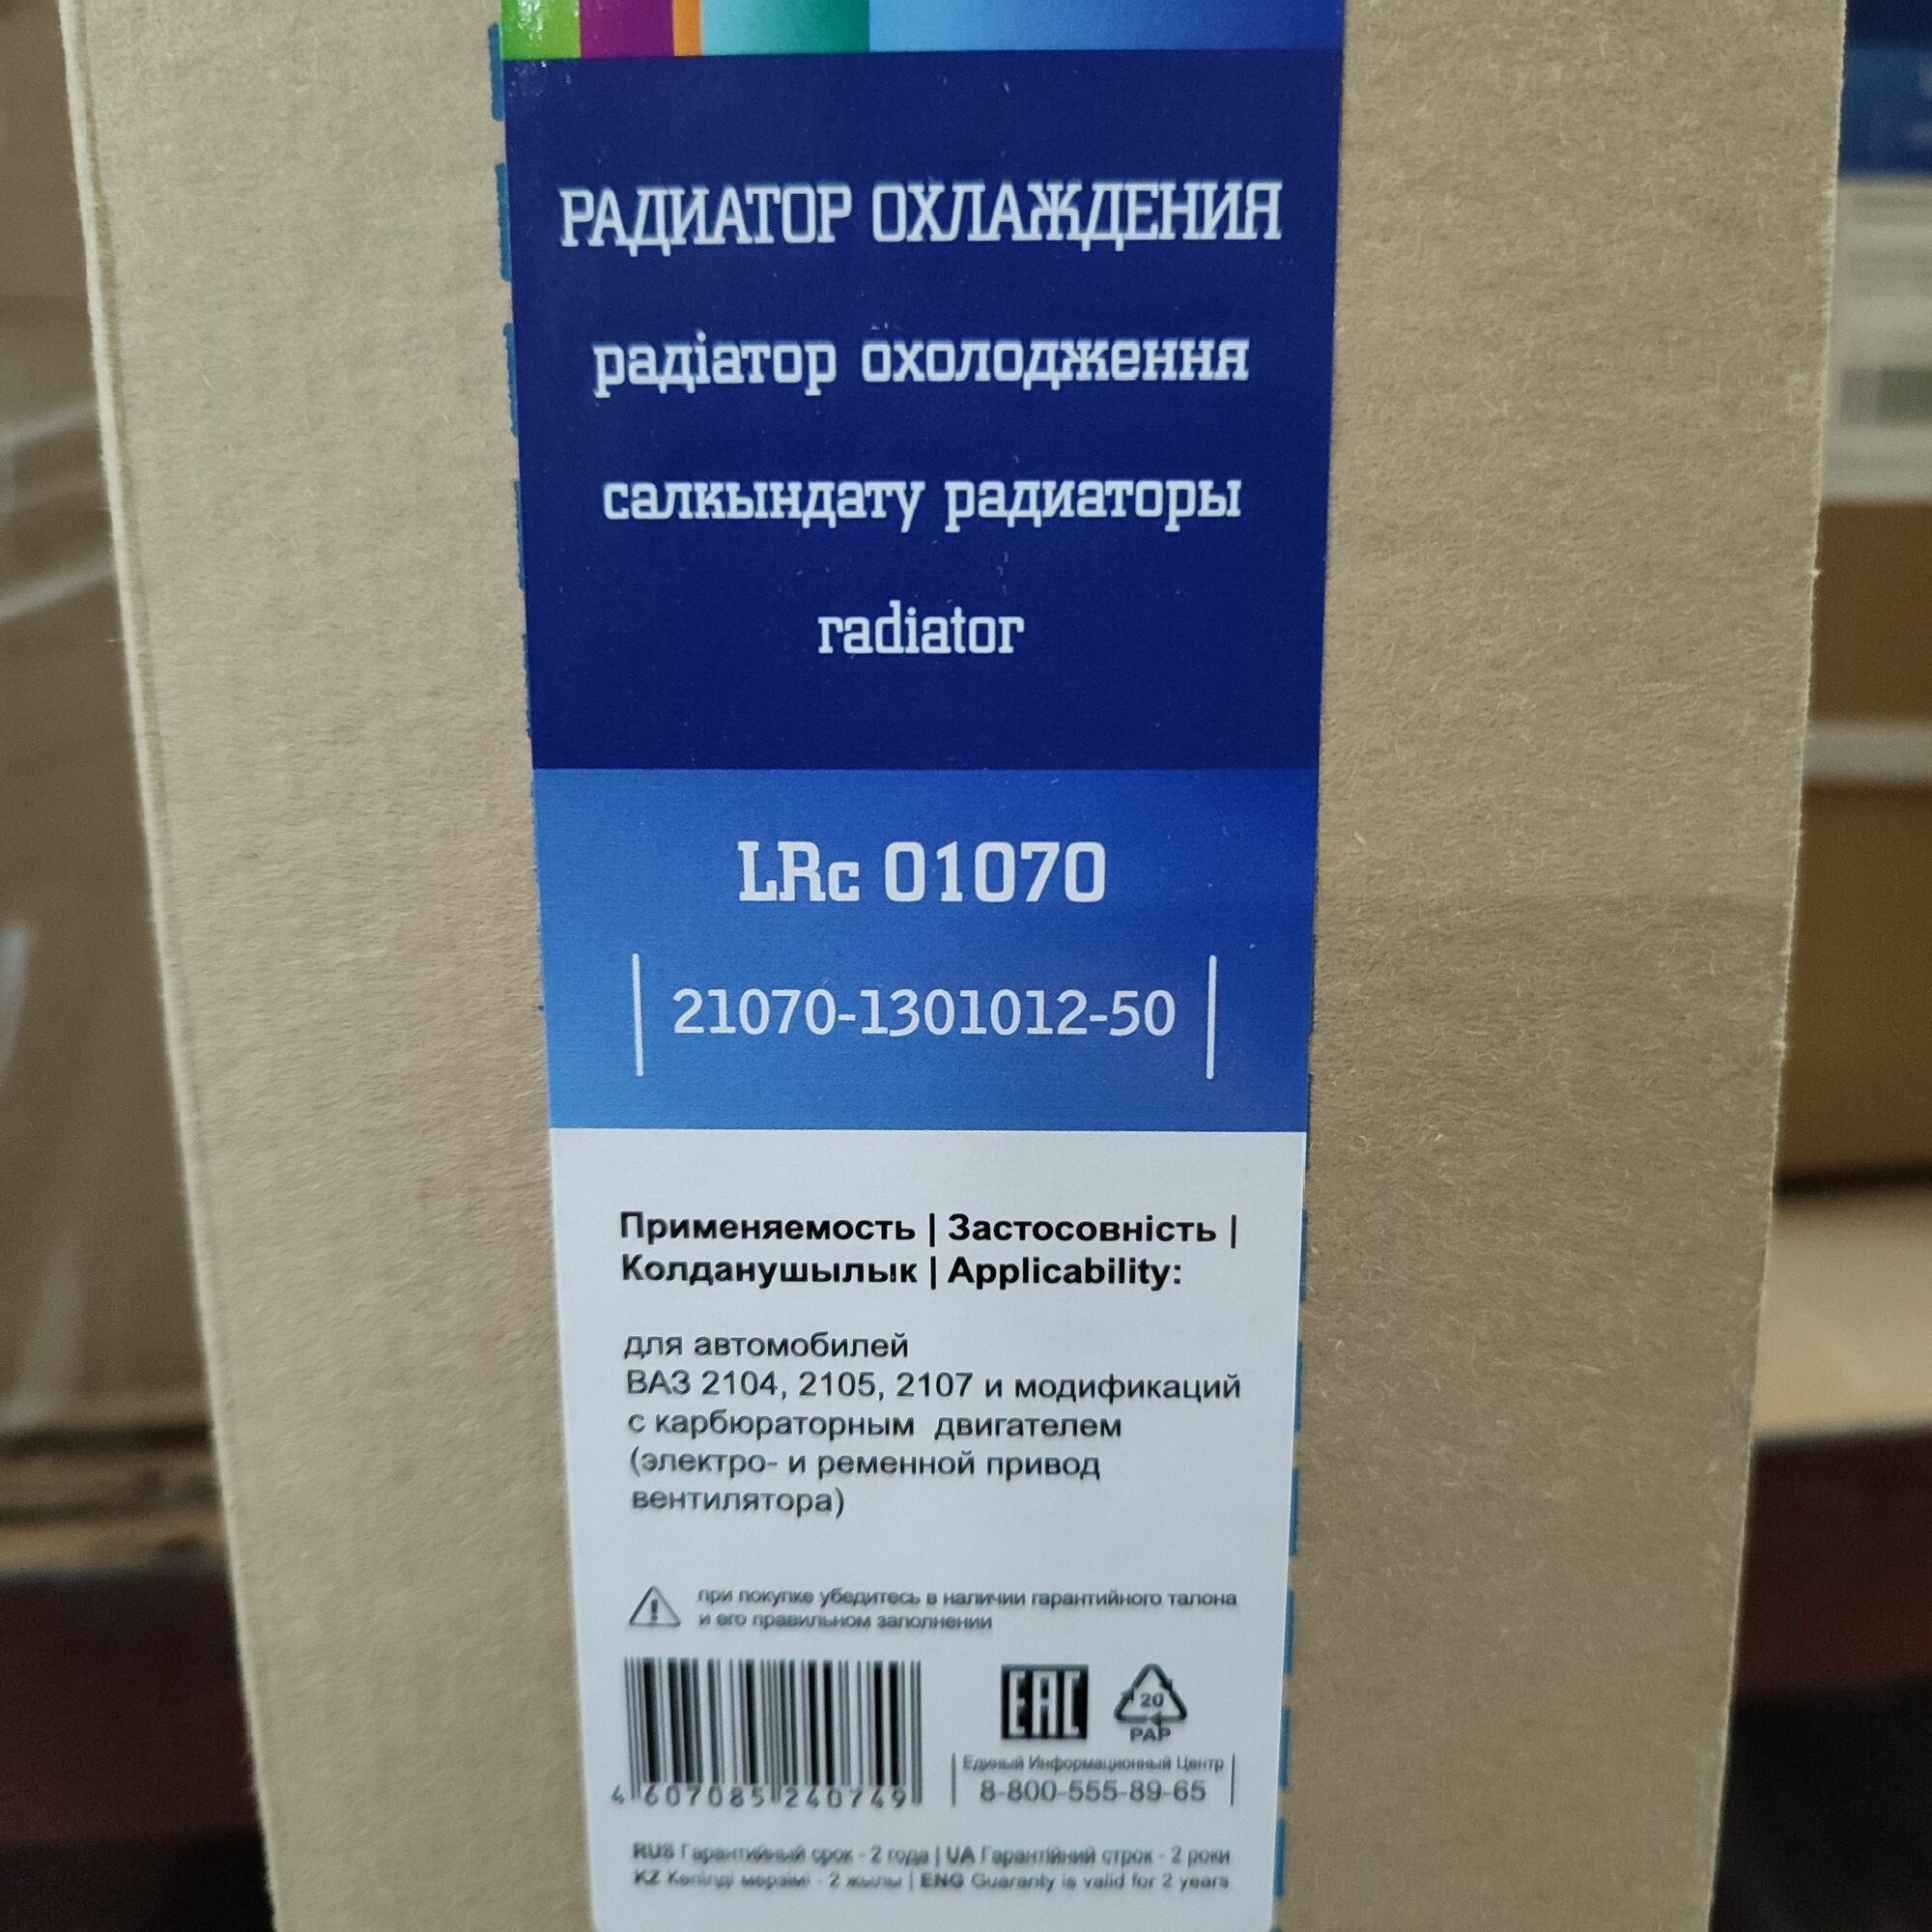 РАДИАТОР ОХЛАЖДЕНИЯ
радіатор охолодження
салкындату радиаторы
radiator
LRc 01070
21070-1301012-50
Применяемость | Застосовність |
Колданушылык | Applicability:
для автомобилей
ВАЗ 2104, 2105, 2107 и модификаций
с карбюраторным двигателем
(электро- и ременной привод
вентилятора)
при покупке убедитесь в наличии гарантийного талона
и его правильном заполнении
EAC
20
PAP
Единый Информационный Центр
8-800-555-89-65
4 607085 240749
RUS Гарантийный срок - 2 года | UA Гарантійний строк - 2 роки
KZ Кепілді мерзімі - 2 жылы | ENG Guaranty is valid for 2 years